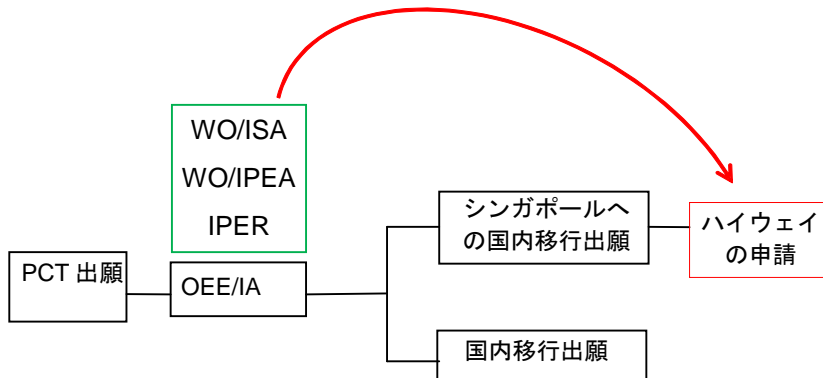 WO/ISA
WO/IPEA
IPER
PCT 出願
OEE/IA
シンガポールへ
の国内移行出願
ハイウェイ
の申請
国内移行出願